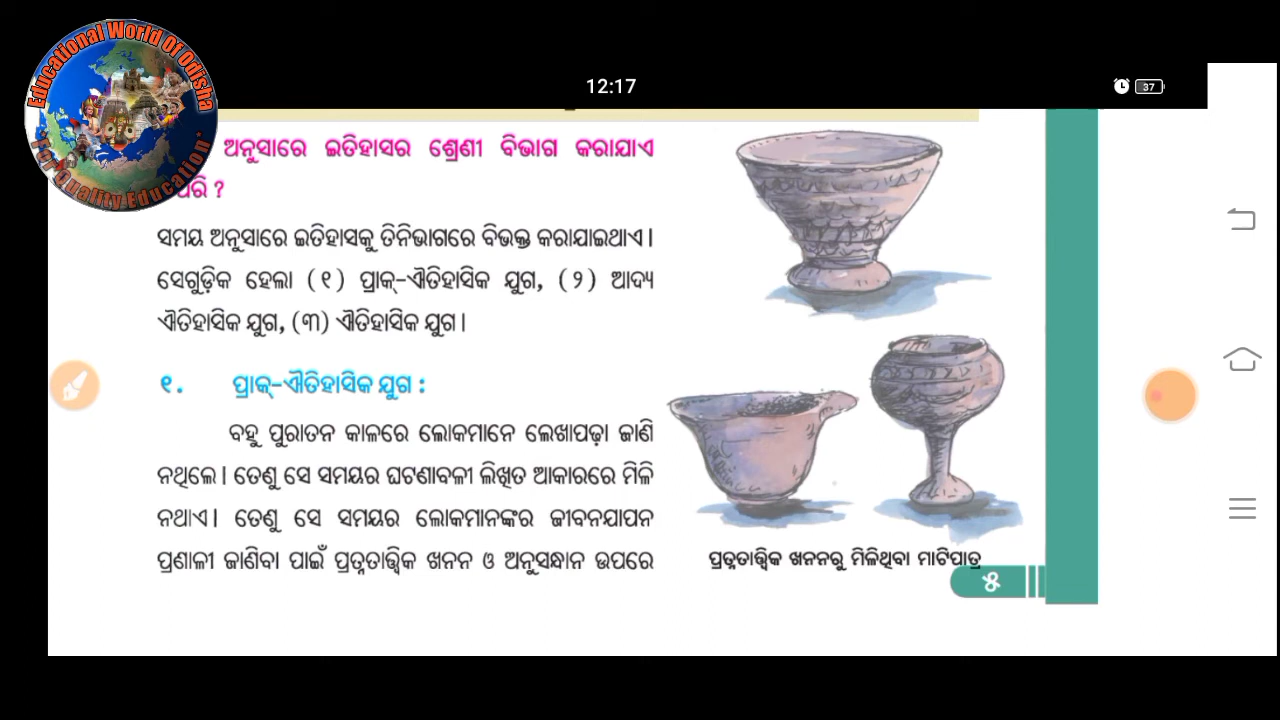 Educational World Of Odisha
For Quality Education
12:17
37
ଅନୁସାରେ ଇତିହାସର ଶ୍ରେଣୀ ବିଭାଗ କରାଯାଏ
ପରି ?
ସମୟ ଅନୁସାରେ ଇତିହାସକୁ ତିନିଭାଗରେ ବିଭକ୍ତ କରାଯାଇଥାଏ ।
ସେଗୁଡ଼ିକ ହେଲା (୧) ପ୍ରାକ୍-ଐତିହାସିକ ଯୁଗ, (୨) ଆଦ୍ୟ
ଐତିହାସିକ ଯୁଗ, (୩) ଐତିହାସିକ ଯୁଗ ।
୧. ପ୍ରାକ୍-ଐତିହାସିକ ଯୁଗ :
ବହୁ ପୁରାତନ କାଳରେ ଲୋକମାନେ ଲେଖାପଢ଼ା ଜାଣି
ନଥିଲେ । ତେଣୁ ସେ ସମୟର ଘଟଣାବଳୀ ଲିଖିତ ଆକାରରେ ମିଳି
ନଥାଏ । ତେଣୁ ସେ ସମୟର ଲୋକମାନଙ୍କର ଜୀବନଯାପନ
ପ୍ରଣାଳୀ ଜାଣିବା ପାଇଁ ପ୍ରତ୍ନତାତ୍ତ୍ୱିକ ଖନନ ଓ ଅନୁସନ୍ଧାନ ଉପରେ
ପ୍ରତ୍ନତାତ୍ତ୍ୱିକ ଖନନରୁ ମିଳିଥିବା ମାଟିପାତ୍ର
୫